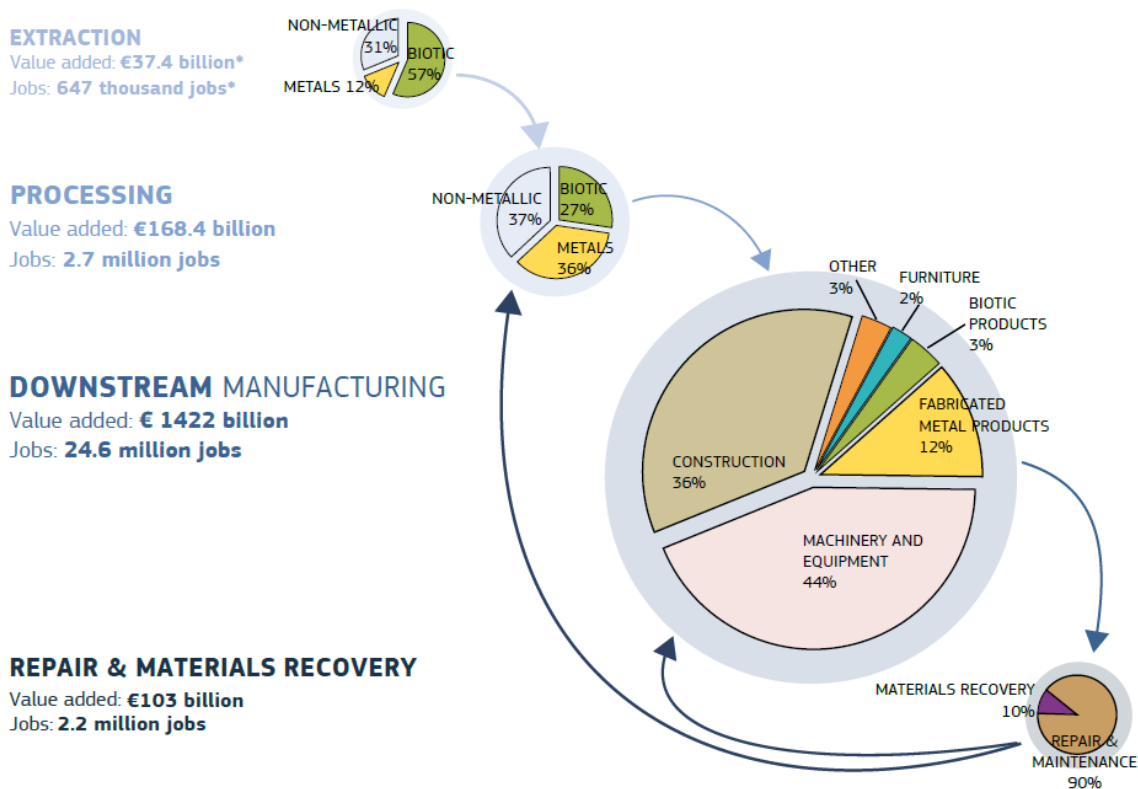 EXTRACTION
Value added: €37.4 billion*
Jobs: 647 thousand jobs*
NON-METALLIC
31%
BIOTIC
57%
METALS 12%
PROCESSING
Value added: €168.4 billion
Jobs: 2.7 million jobs
NON-METALLIC
37%
BIOTIC
27%
METALS
36%
DOWNSTREAM MANUFACTURING
Value added: € 1422 billion
Jobs: 24.6 million jobs
OTHER
3%
FURNITURE
2%
BIOTIC
PRODUCTS
3%
FABRICATED
METAL PRODUCTS
12%
CONSTRUCTION
36%
MACHINERY AND
EQUIPMENT
44%
REPAIR & MATERIALS RECOVERY
Value added: €103 billion
Jobs: 2.2 million jobs
MATERIALS RECOVERY
10%
REPAIR &
MAINTENANCE
90%